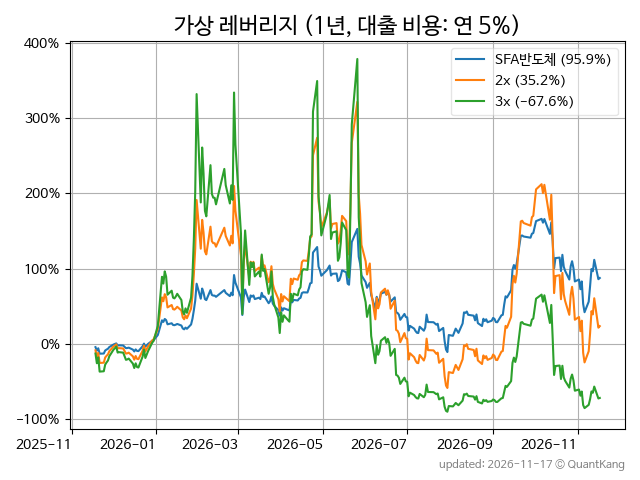 가상 레버리지 (1년, 대출 비용: 연 5%)
SFA반도체 (95.9%)
2x (35.2%)
3x (-67.6%)
400%
300%
200%
100%
0%
−100%
2025-11 2026-01 2026-03 2026-05 2026-07 2026-09 2026-11
updated: 2026-11-17 © QuantKang